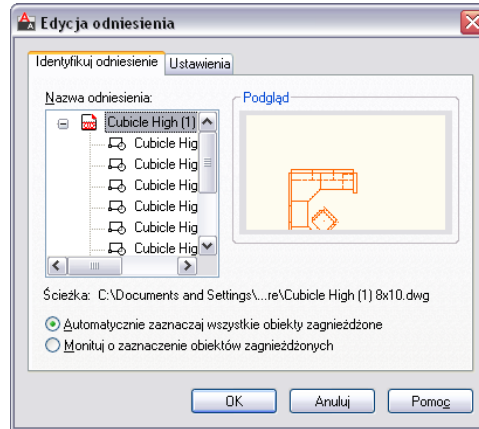 Edycja odniesienia
Identyfikuj odniesienie Ustawienia
Nazwa odniesienia:
Podgląd
Cubicle High (1)
Cubicle Hig
Cubicle Hig
Cubicle Hig
Cubicle Hig
Cubicle Hig
Cubicle Hig
Ścieżka: C:\Documents and Settings\...re\Cubicle High (1) 8x10.dwg
Automatycznie zaznaczaj wszystkie obiekty zagnieżdżone
Monituj o zaznaczenie obiektów zagnieżdżonych
OK Anuluj Pomoc